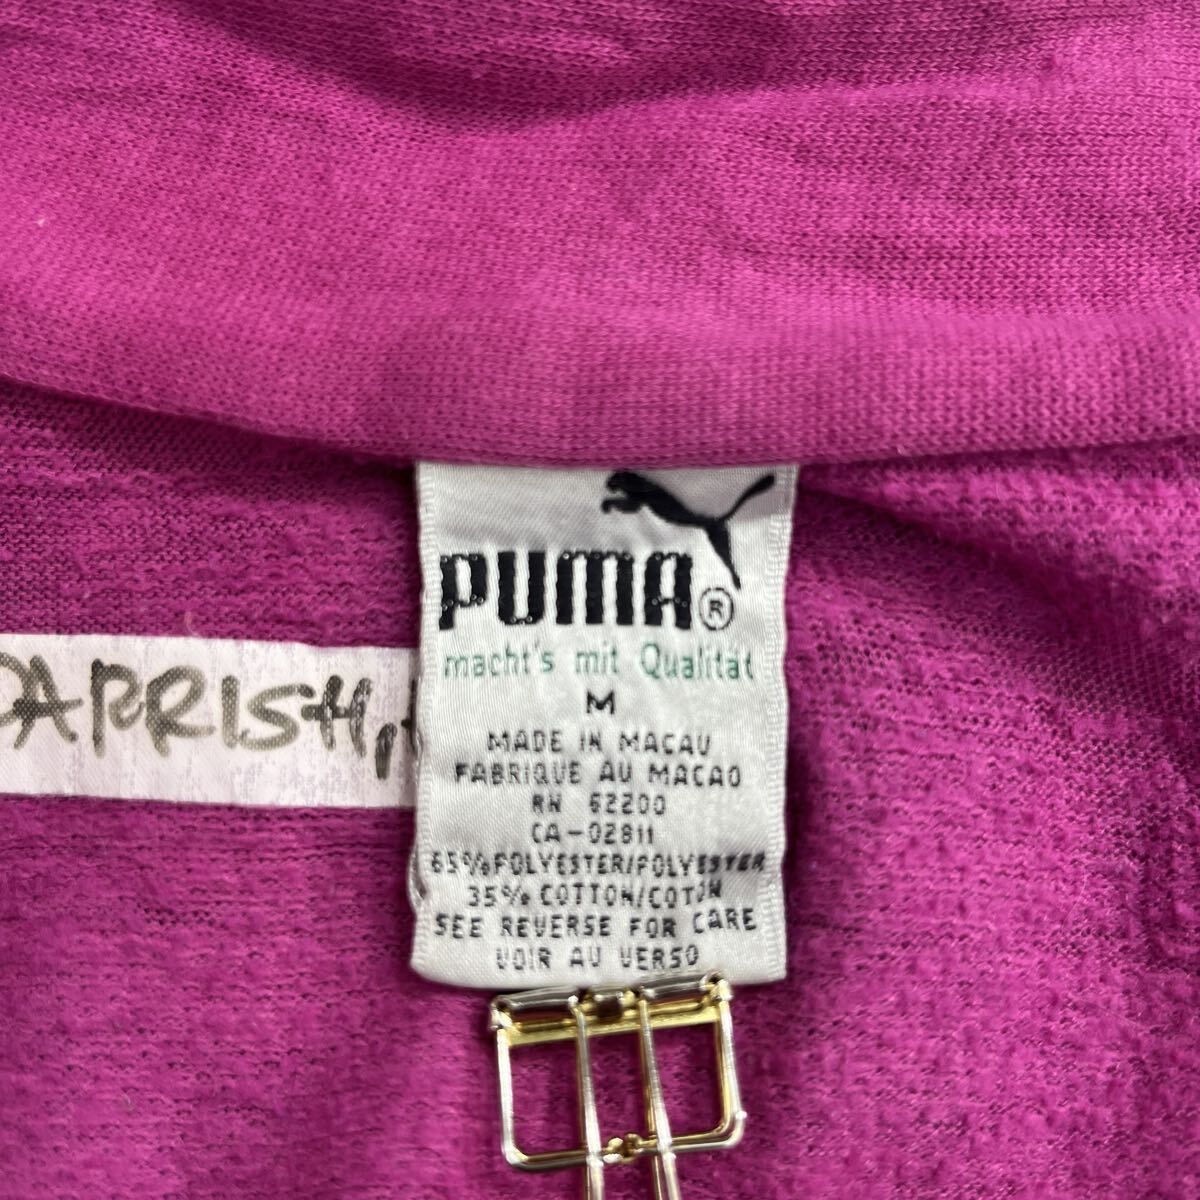 PUMA®
macht's mit Qualität
M
MADE IN MACAU
FABRIQUE AU MACAO
RN 62200
CA-02811
65% POLYESTER/POLYESTER
35% COTTON/COTON
SEE REVERSE FOR CARE
VOIR AU VERSO
PARRISH,